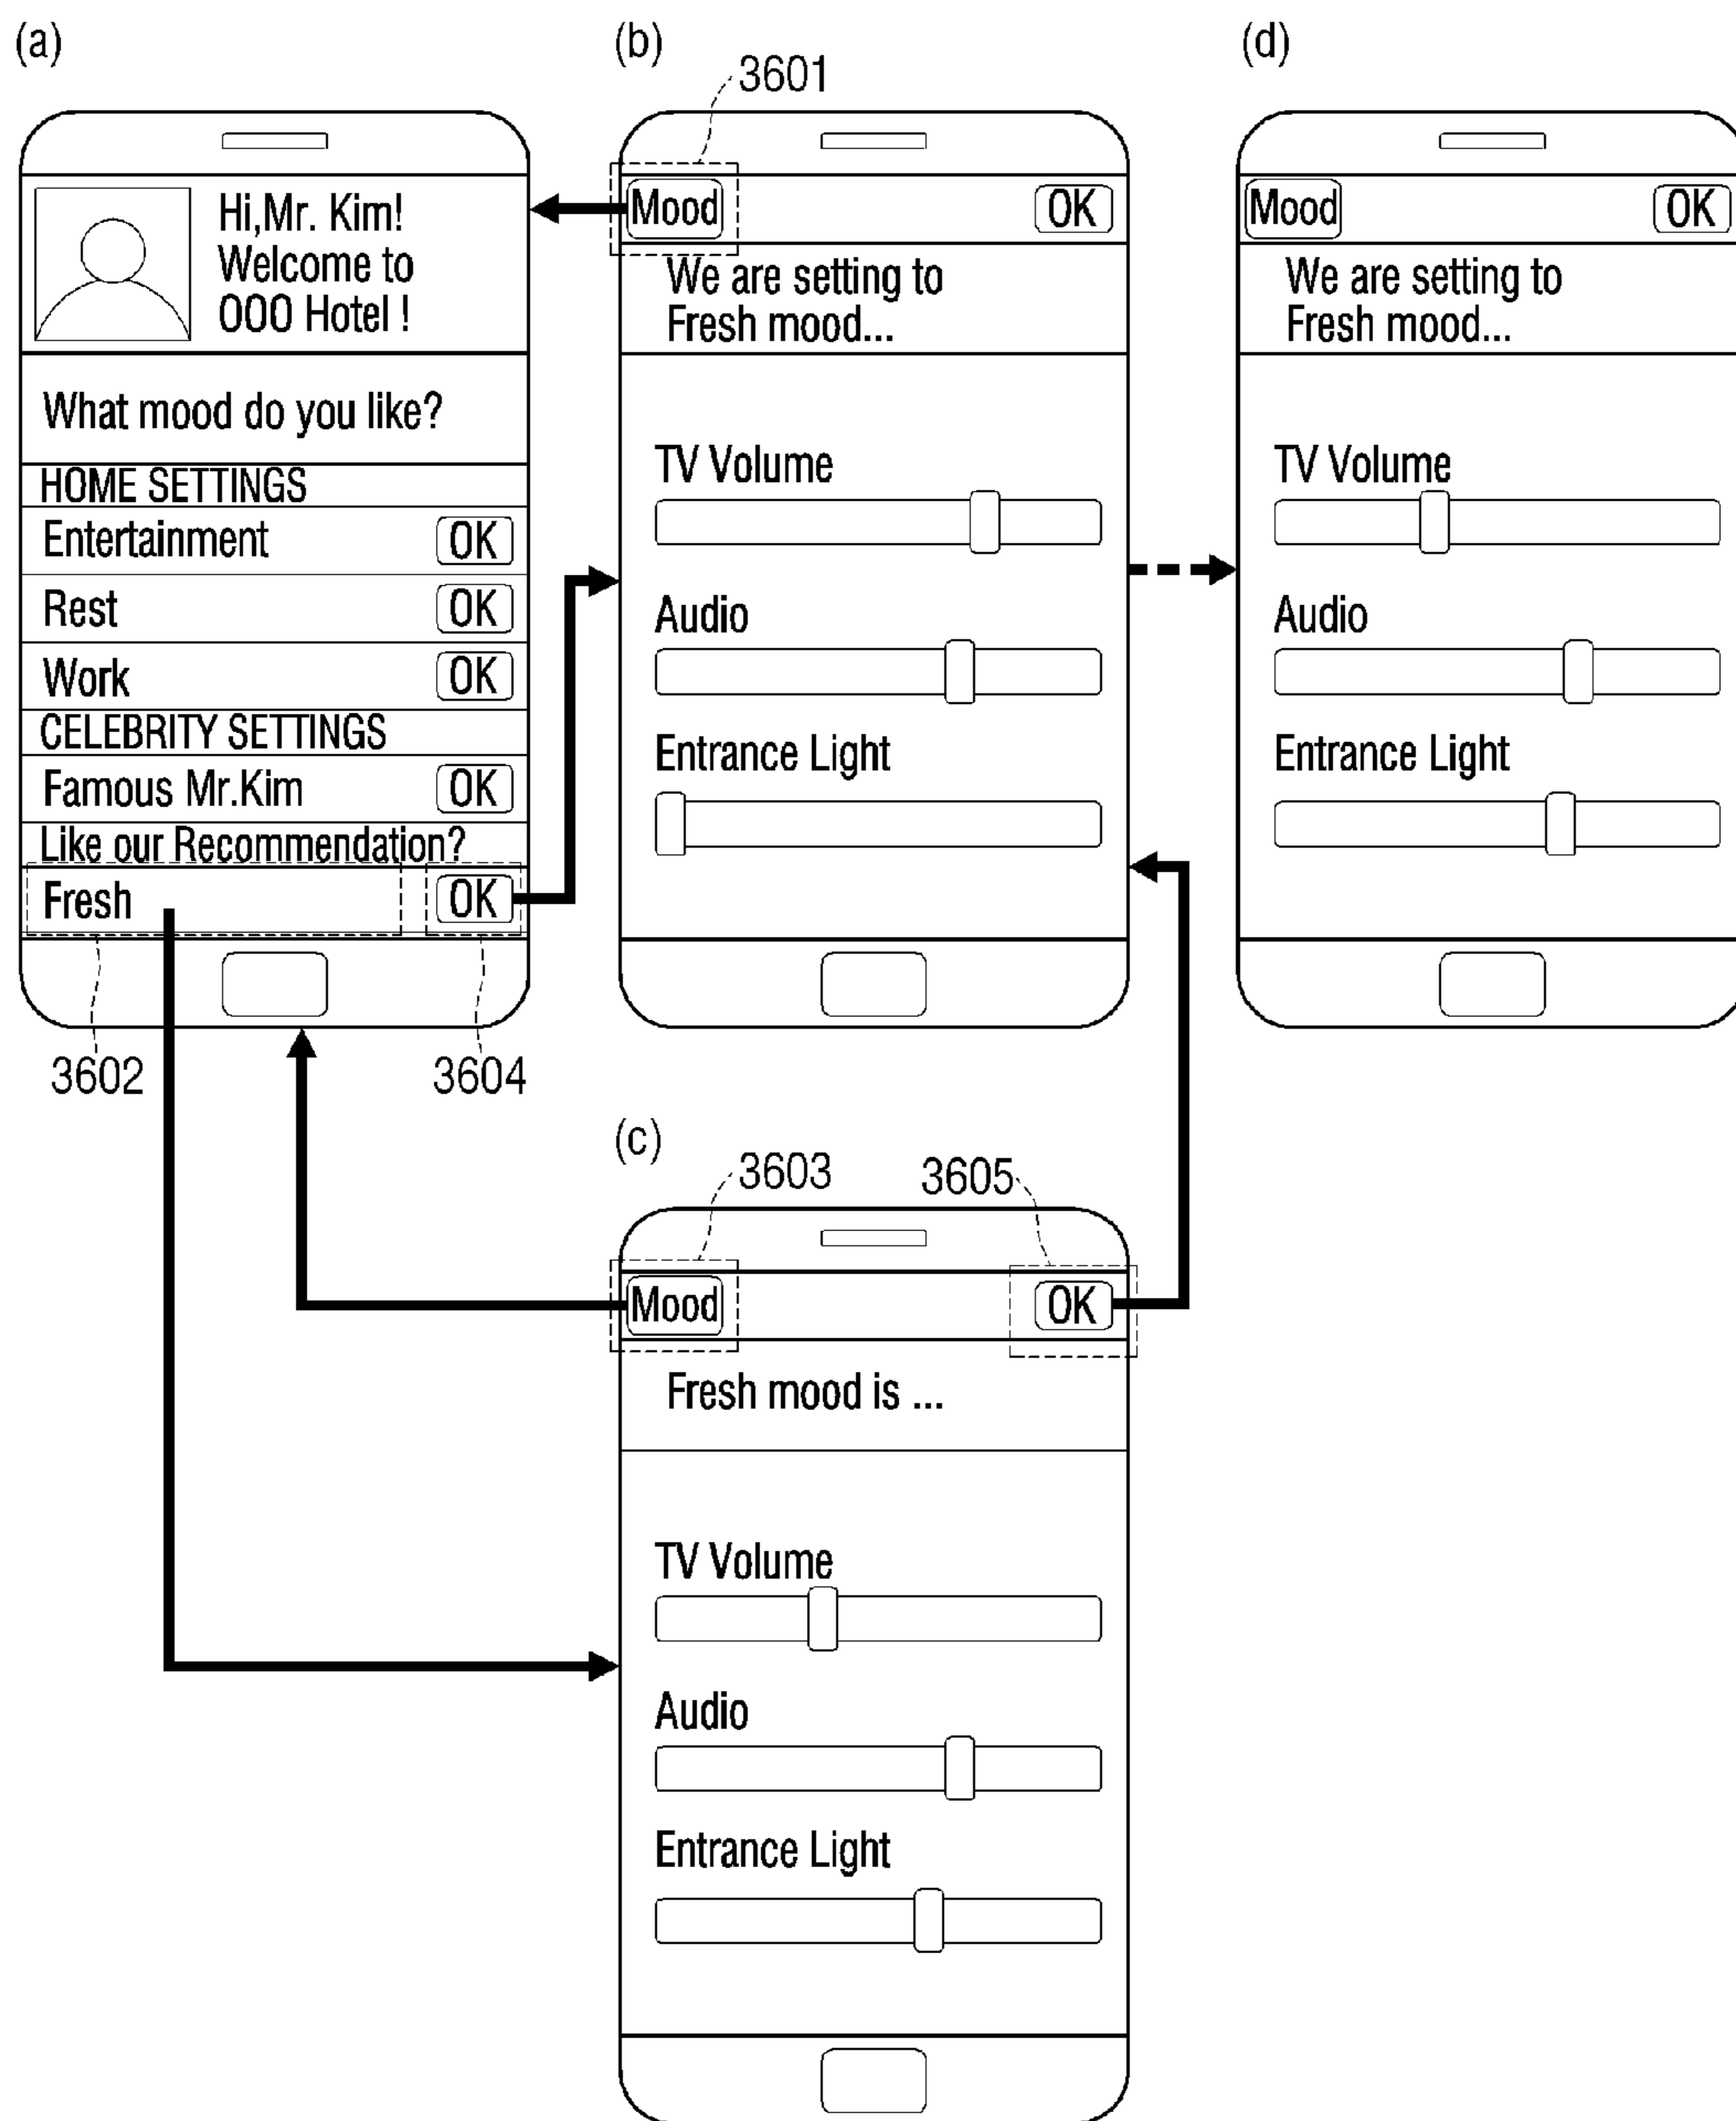 (a)
Hi,Mr. Kim!
Welcome to
OOO Hotel !
What mood do you like?
HOME SETTINGS
Entertainment OK
Rest OK
Work OK
CELEBRITY SETTINGS
Famous Mr.Kim OK
Like our Recommendation?
Fresh OK
3602 3604
(b)
3601
Mood OK
We are setting to
Fresh mood...
TV Volume
Audio
Entrance Light
(d)
Mood OK
We are setting to
Fresh mood...
TV Volume
Audio
Entrance Light
(c)
3603 3605
Mood OK
Fresh mood is ...
TV Volume
Audio
Entrance Light